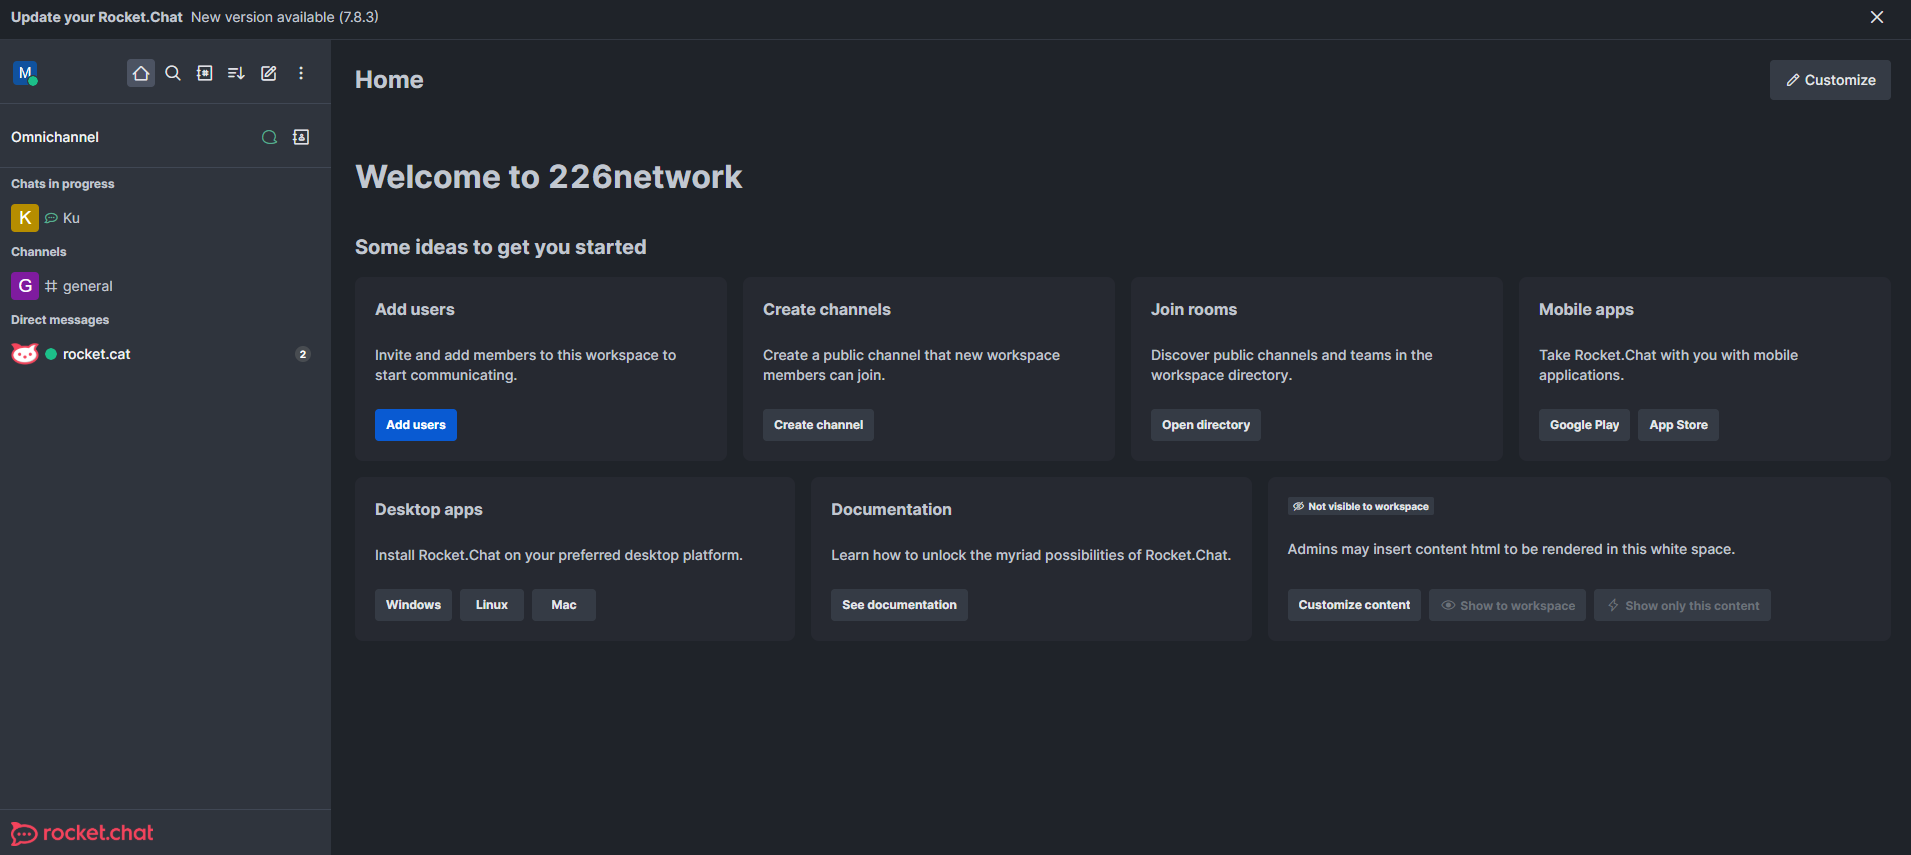 Update your Rocket.Chat New version available (7.8.3)
M
Home
Customize
Omnichannel
Chats in progress
K Ku
Channels
G # general
Direct messages
rocket.cat 2
Welcome to 226network
Some ideas to get you started
Add users
Invite and add members to this workspace to
start communicating.
Add users
Create channels
Create a public channel that new workspace
members can join.
Create channel
Join rooms
Discover public channels and teams in the
workspace directory.
Open directory
Mobile apps
Take Rocket.Chat with you with mobile
applications.
Google Play App Store
Desktop apps
Install Rocket.Chat on your preferred desktop platform.
Windows Linux Mac
Documentation
Learn how to unlock the myriad possibilities of Rocket.Chat.
See documentation
Not visible to workspace
Admins may insert content html to be rendered in this white space.
Customize content Show to workspace Show only this content
rocket.chat